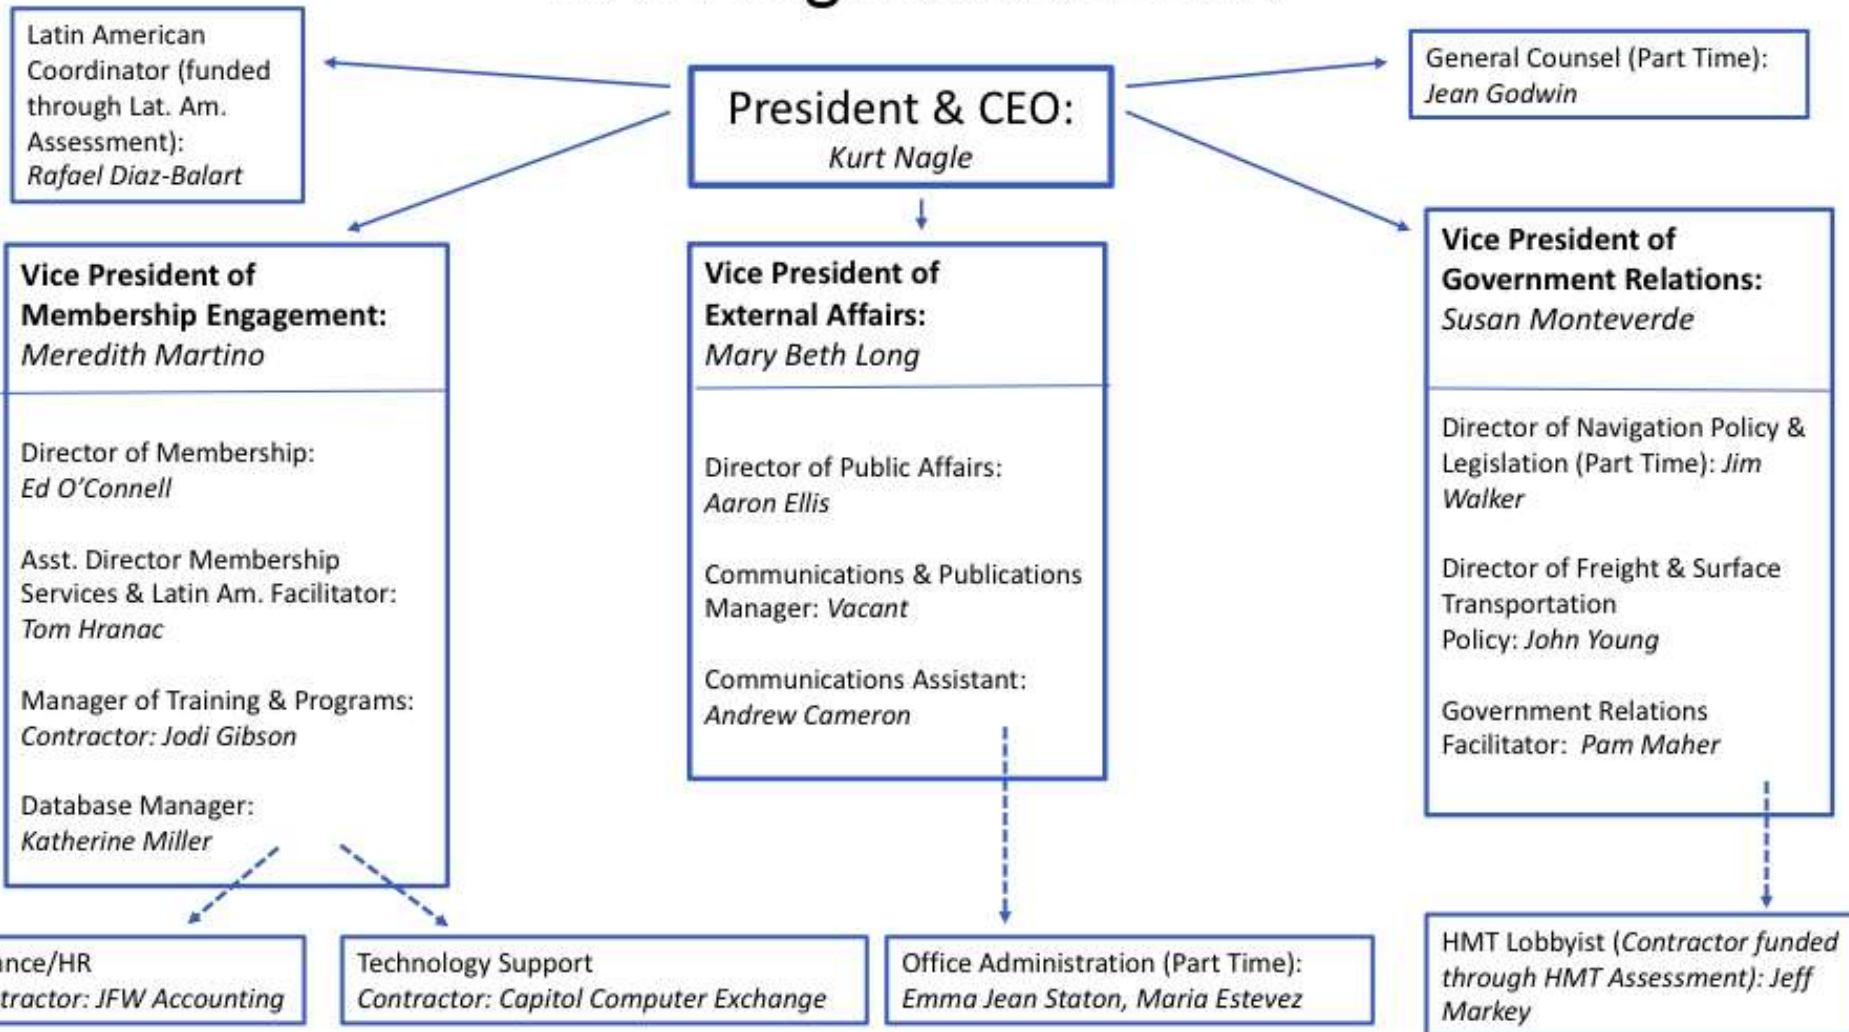 Latin American
Coordinator (funded
through Lat. Am.
Assessment):
Rafael Diaz-Balart
President & CEO:
Kurt Nagle
General Counsel (Part Time):
Jean Godwin
Vice President of
Membership Engagement:
Meredith Martino
Director of Membership:
Ed O’Connell
Asst. Director Membership
Services & Latin Am. Facilitator:
Tom Hranac
Manager of Training & Programs:
Contractor: Jodi Gibson
Database Manager:
Katherine Miller
Vice President of
External Affairs:
Mary Beth Long
Director of Public Affairs:
Aaron Ellis
Communications & Publications
Manager: Vacant
Communications Assistant:
Andrew Cameron
Vice President of
Government Relations:
Susan Monteverde
Director of Navigation Policy &
Legislation (Part Time): Jim
Walker
Director of Freight & Surface
Transportation
Policy: John Young
Government Relations
Facilitator: Pam Maher
nce/HR
tractor: JFW Accounting
Technology Support
Contractor: Capitol Computer Exchange
Office Administration (Part Time):
Emma Jean Staton, Maria Estevez
HMT Lobbyist (Contractor funded
through HMT Assessment): Jeff
Markey